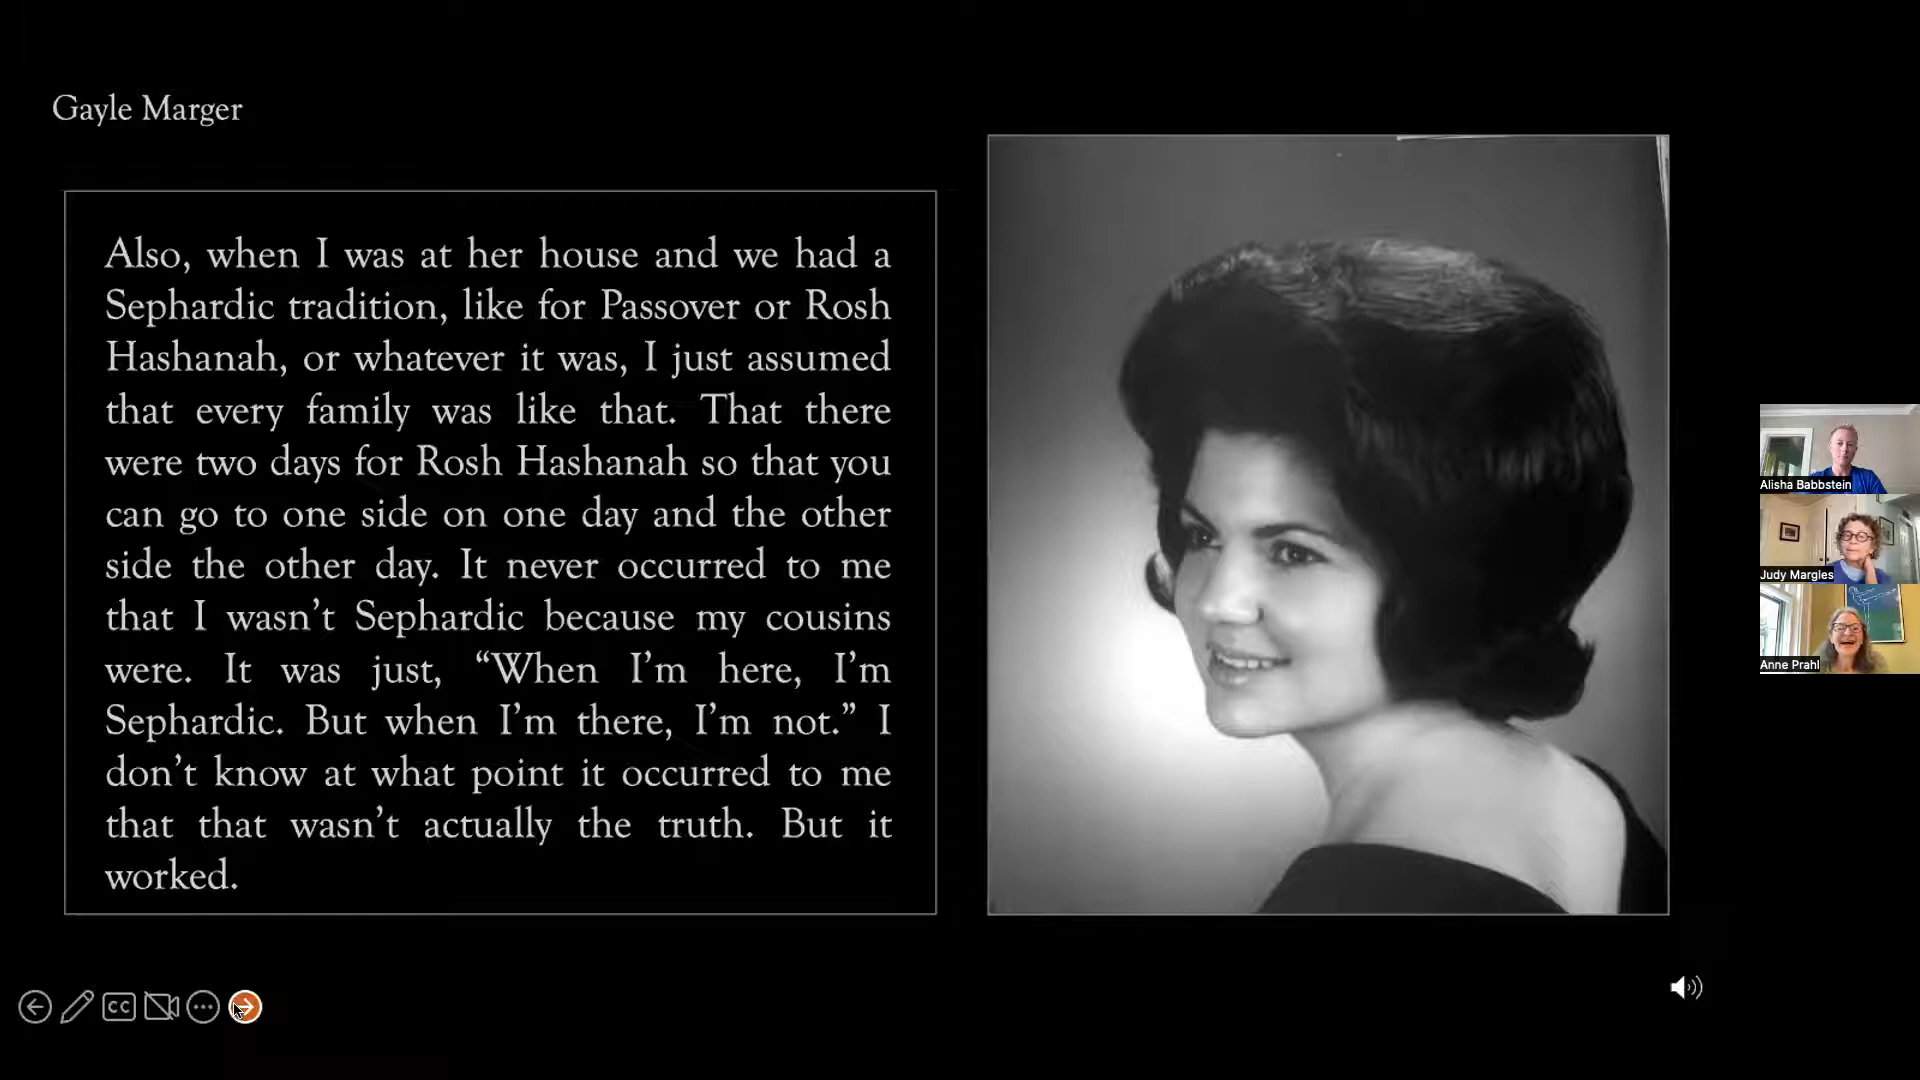 Gayle Marger
Also, when I was at her house and we had a
Sephardic tradition, like for Passover or Rosh
Hashanah, or whatever it was, I just assumed
that every family was like that. That there
were two days for Rosh Hashanah so that you
can go to one side on one day and the other
side the other day. It never occurred to me
that I wasn’t Sephardic because my cousins
were. It was just, “When I’m here, I’m
Sephardic. But when I’m there, I’m not.” I
don’t know at what point it occurred to me
that that wasn’t actually the truth. But it
worked.
Alisha Babbstein
Judy Margles
Anne Prahl
CC